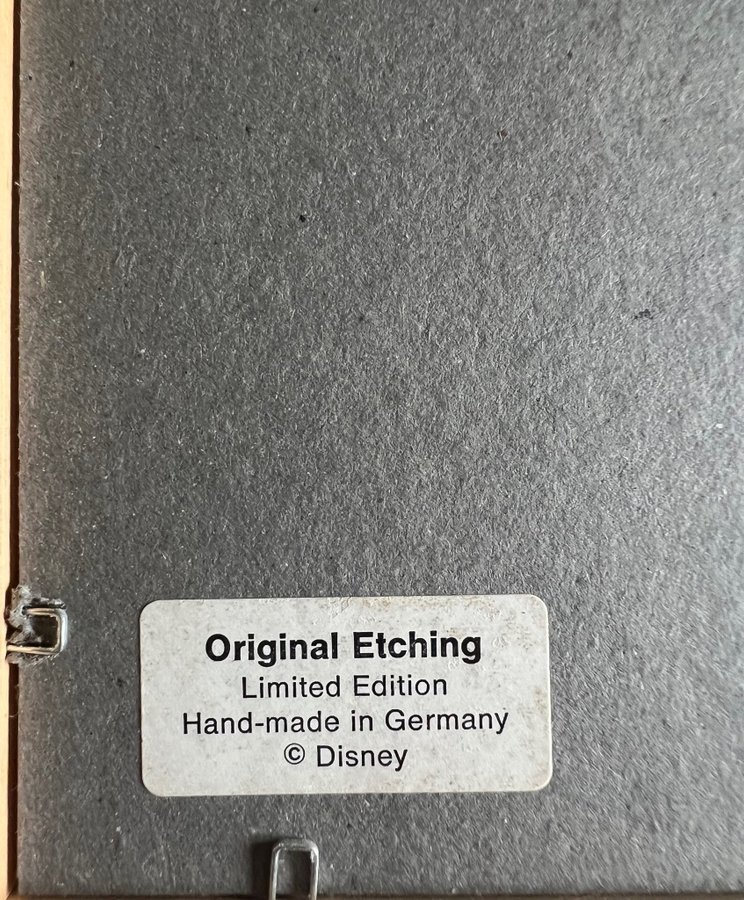 Original Etching
Limited Edition
Hand-made in Germany
© Disney